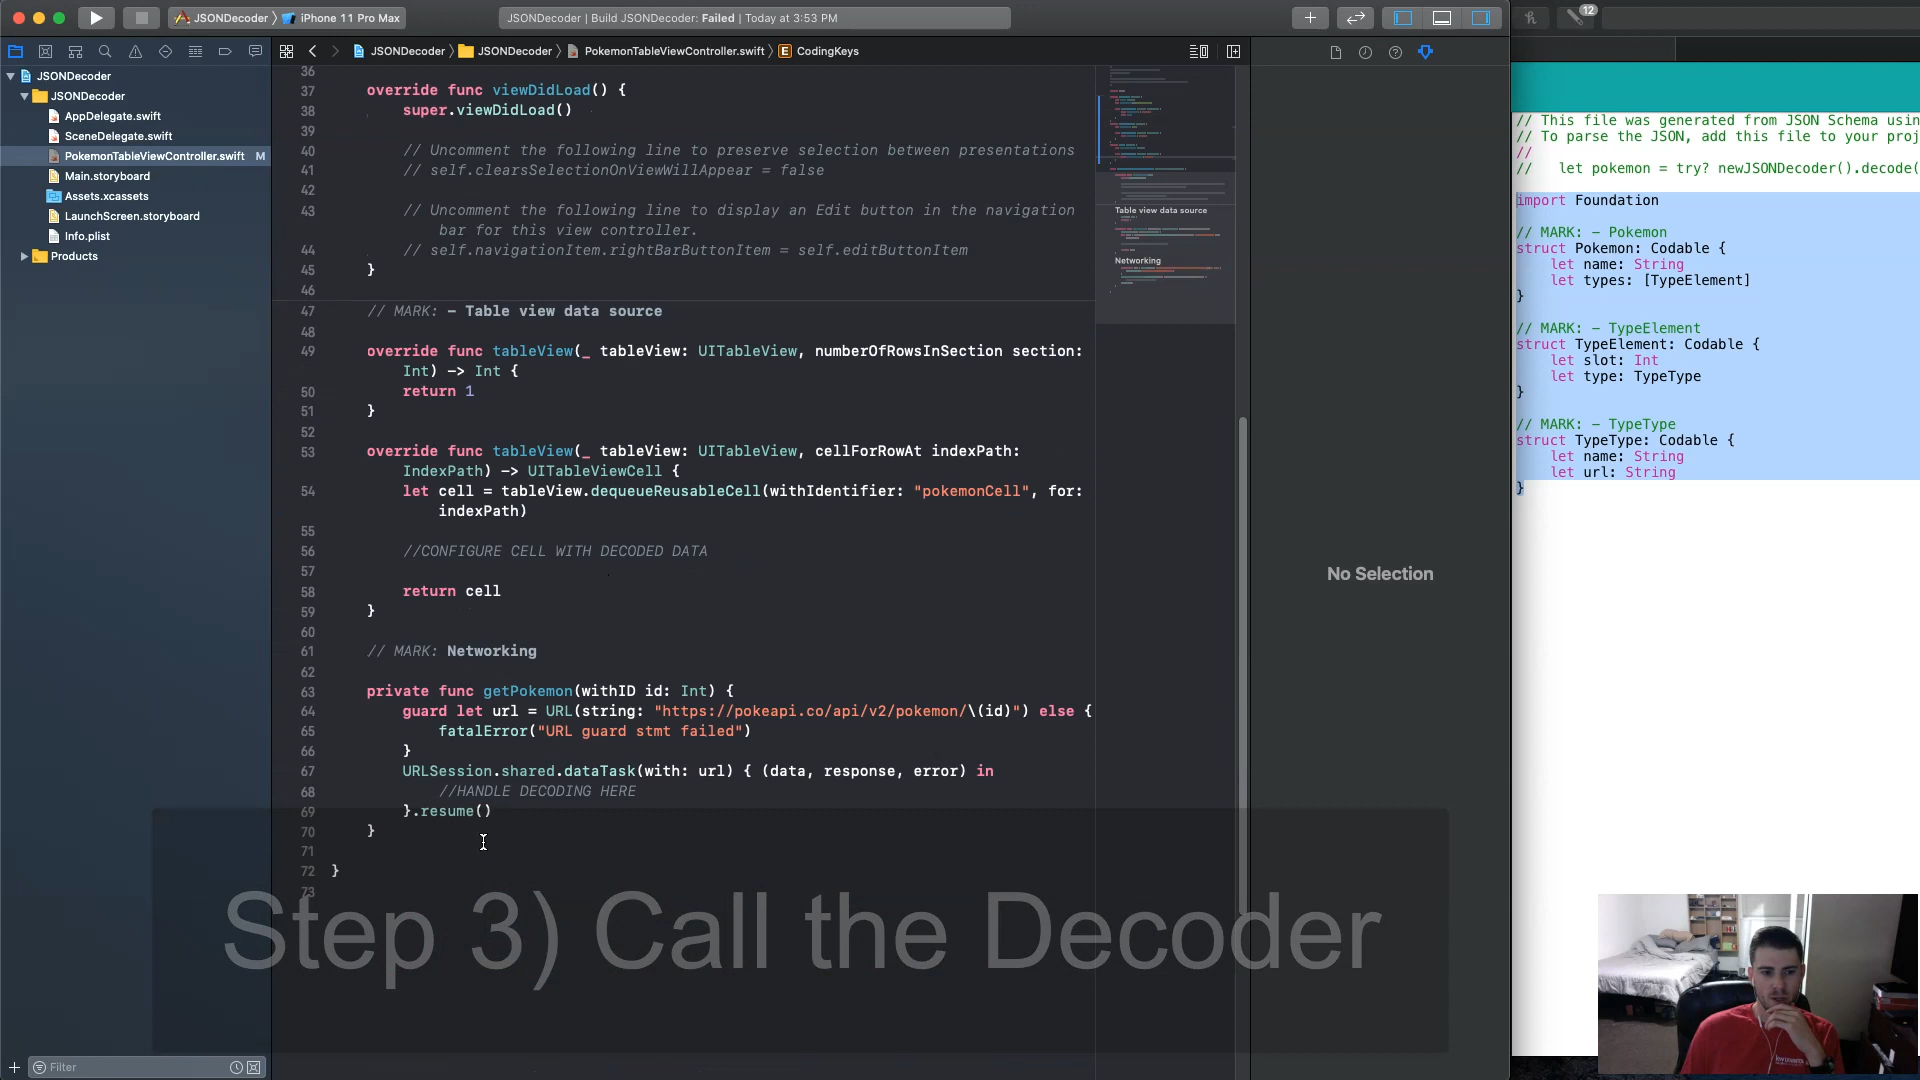 JSONDecoder
iPhone 11 Pro Max
JSONDecoder | Build JSONDecoder: Failed | Today at 3:53 PM
12
JSONDecoder
JSONDecoder
PokemonTableViewController.swift
E CodingKeys
JSONDecoder
JSONDecoder
AppDelegate.swift
SceneDelegate.swift
PokemonTableViewController.swift M
Main.storyboard
Assets.xcassets
LaunchScreen.storyboard
Info.plist
Products
Filter
36
37 override func viewDidLoad() {
38 super.viewDidLoad()
39
40 // Uncomment the following line to preserve selection between presentations
41 // self.clearsSelectionOnViewWillAppear = false
42
43 // Uncomment the following line to display an Edit button in the navigation
bar for this view controller.
44 // self.navigationItem.rightBarButtonItem = self.editButtonItem
45 }
46
47 // MARK: - Table view data source
48
49 override func tableView(_ tableView: UITableView, numberOfRowsInSection section:
Int) -> Int {
50 return 1
51 }
52
53 override func tableView(_ tableView: UITableView, cellForRowAt indexPath:
IndexPath) -> UITableViewCell {
54 let cell = tableView.dequeueReusableCell(withIdentifier: "pokemonCell", for:
indexPath)
55
56 //CONFIGURE CELL WITH DECODED DATA
57
58 return cell
59 }
60
61 // MARK: Networking
62
63 private func getPokemon(withID id: Int) {
64 guard let url = URL(string: "https://pokeapi.co/api/v2/pokemon/\(id)") else {
65 fatalError("URL guard stmt failed")
66 }
67 URLSession.shared.dataTask(with: url) { (data, response, error) in
68 //HANDLE DECODING HERE
69 }.resume()
70 }
71
72 }
73
Table view data source
Networking
No Selection
// This file was generated from JSON Schema usin
// To parse the JSON, add this file to your proj
//
// let pokemon = try? newJSONDecoder().decode(
import Foundation
// MARK: - Pokemon
struct Pokemon: Codable {
let name: String
let types: [TypeElement]
}
// MARK: - TypeElement
struct TypeElement: Codable {
let slot: Int
let type: TypeType
}
// MARK: - TypeType
struct TypeType: Codable {
let name: String
let url: String
}
Step 3) Call the Decoder